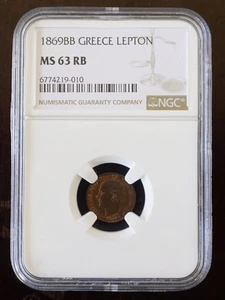 1869BB GREECE LEPTON
MS 63 RB
6774219-010
NUMISMATIC GUARANTY COMPANY
NGC